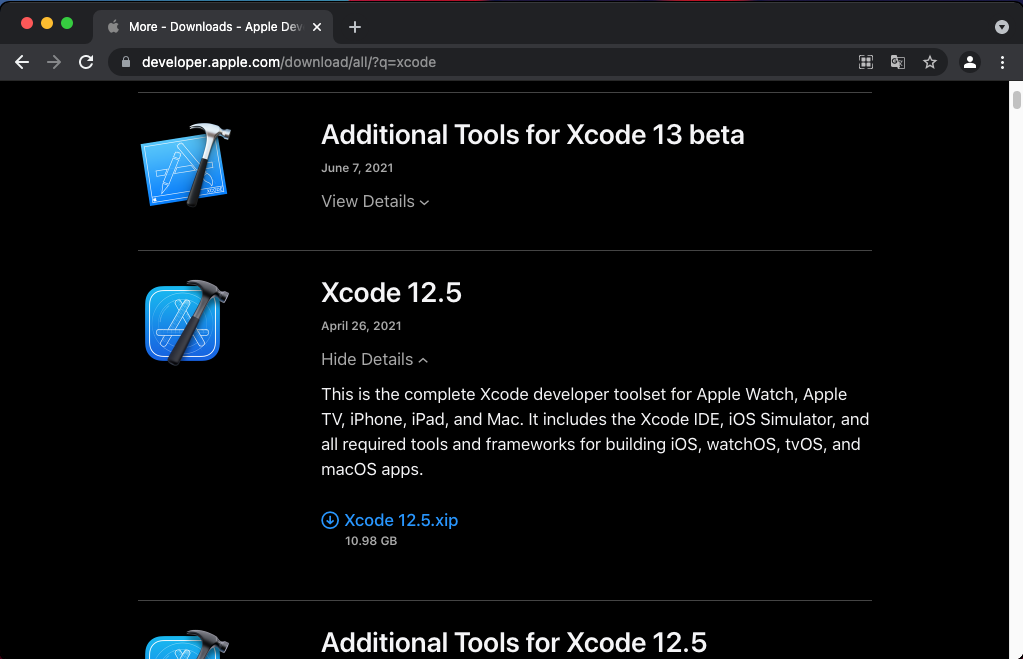 More - Downloads - Apple Dev
developer.apple.com/download/all/?q=xcode
Additional Tools for Xcode 13 beta
June 7, 2021
View Details
Xcode 12.5
April 26, 2021
Hide Details
This is the complete Xcode developer toolset for Apple Watch, Apple
TV, iPhone, iPad, and Mac. It includes the Xcode IDE, iOS Simulator, and
all required tools and frameworks for building iOS, watchOS, tvOS, and
macOS apps.
Xcode 12.5.xip
10.98 GB
Additional Tools for Xcode 12.5